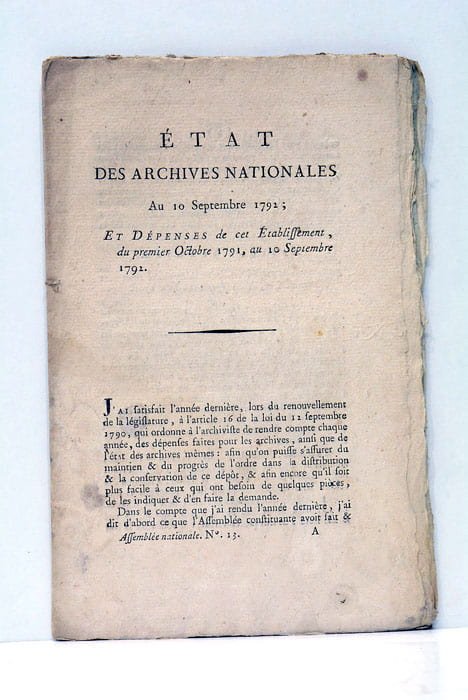 ÉTAT
DES ARCHIVES NATIONALES
Au 10 Septembre 1792;
ET DÉPENSES de cet Établiſſement,
du premier Octobre 1791, au 10 Septembre
1792.
J'AI ſatisfait l'année dernière, lors du renouvellement
de la législature, à l'article 16 de la loi du 12 ſeptembre
1790, qui ordonne à l'archiviſte de rendre compte chaque
année, des dépenſes faites pour les archives, ainſi que de
l'état des archives mêmes: afin qu'on puiſſe s'aſſurer du
maintien & du progrès de l'ordre dans la diſtribution
& la conſervation de ce dépôt, & afin encore qu'il ſoit
plus facile à ceux qui ont beſoin de quelques pièces,
de les indiquer & d'en faire la demande.
Dans le compte que j'ai rendu l'année dernière, j'ai
dit d'abord ce que l'Aſſemblée conſtituante avoit fait &
Aſſemblée nationale. Nº. 13. A